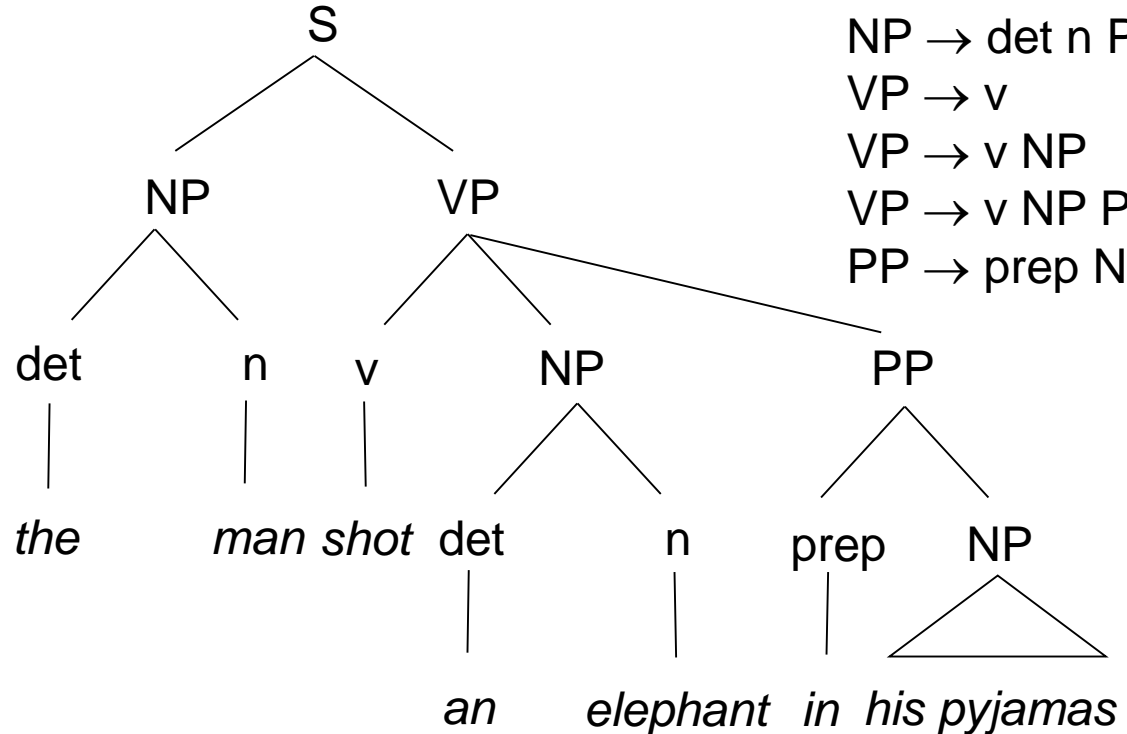 S
NP → det n P
VP → v
NP VP
VP → v NP
VP → v NP P
PP → prep N
det n v NP PP
the man shot det n prep NP
an elephant in his pyjamas